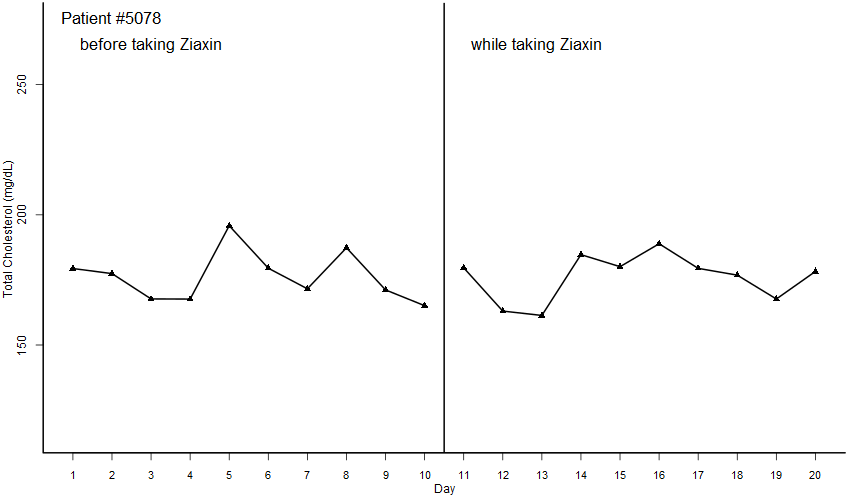 Patient #5078
before taking Ziaxin
while taking Ziaxin
Total Cholesterol (mg/dL)
250
200
150
1 2 3 4 5 6 7 8 9 10 11 12 13 14 15 16 17 18 19 20
Day